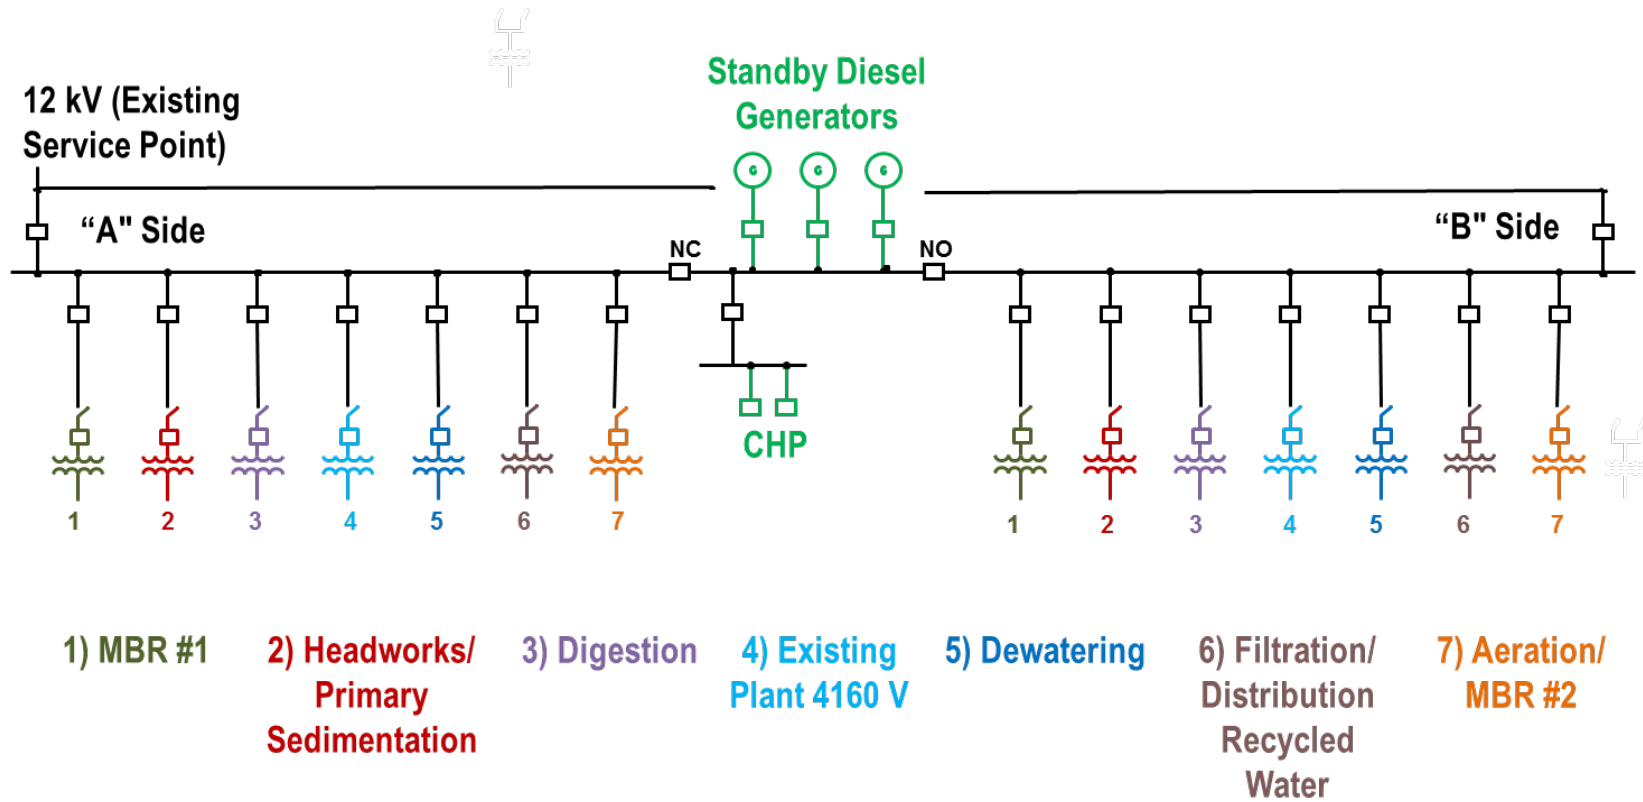 Standby Diesel
Generators
12 kV (Existing
Service Point)
G G G
“A" Side
“B" Side
NC
NO
CHP
1 2 3 4 5 6 7
1 2 3 4 5 6 7
1) MBR #1
2) Headworks/
Primary
Sedimentation
3) Digestion
4) Existing
Plant 4160 V
5) Dewatering
6) Filtration/
Distribution
Recycled
Water
7) Aeration/
MBR #2